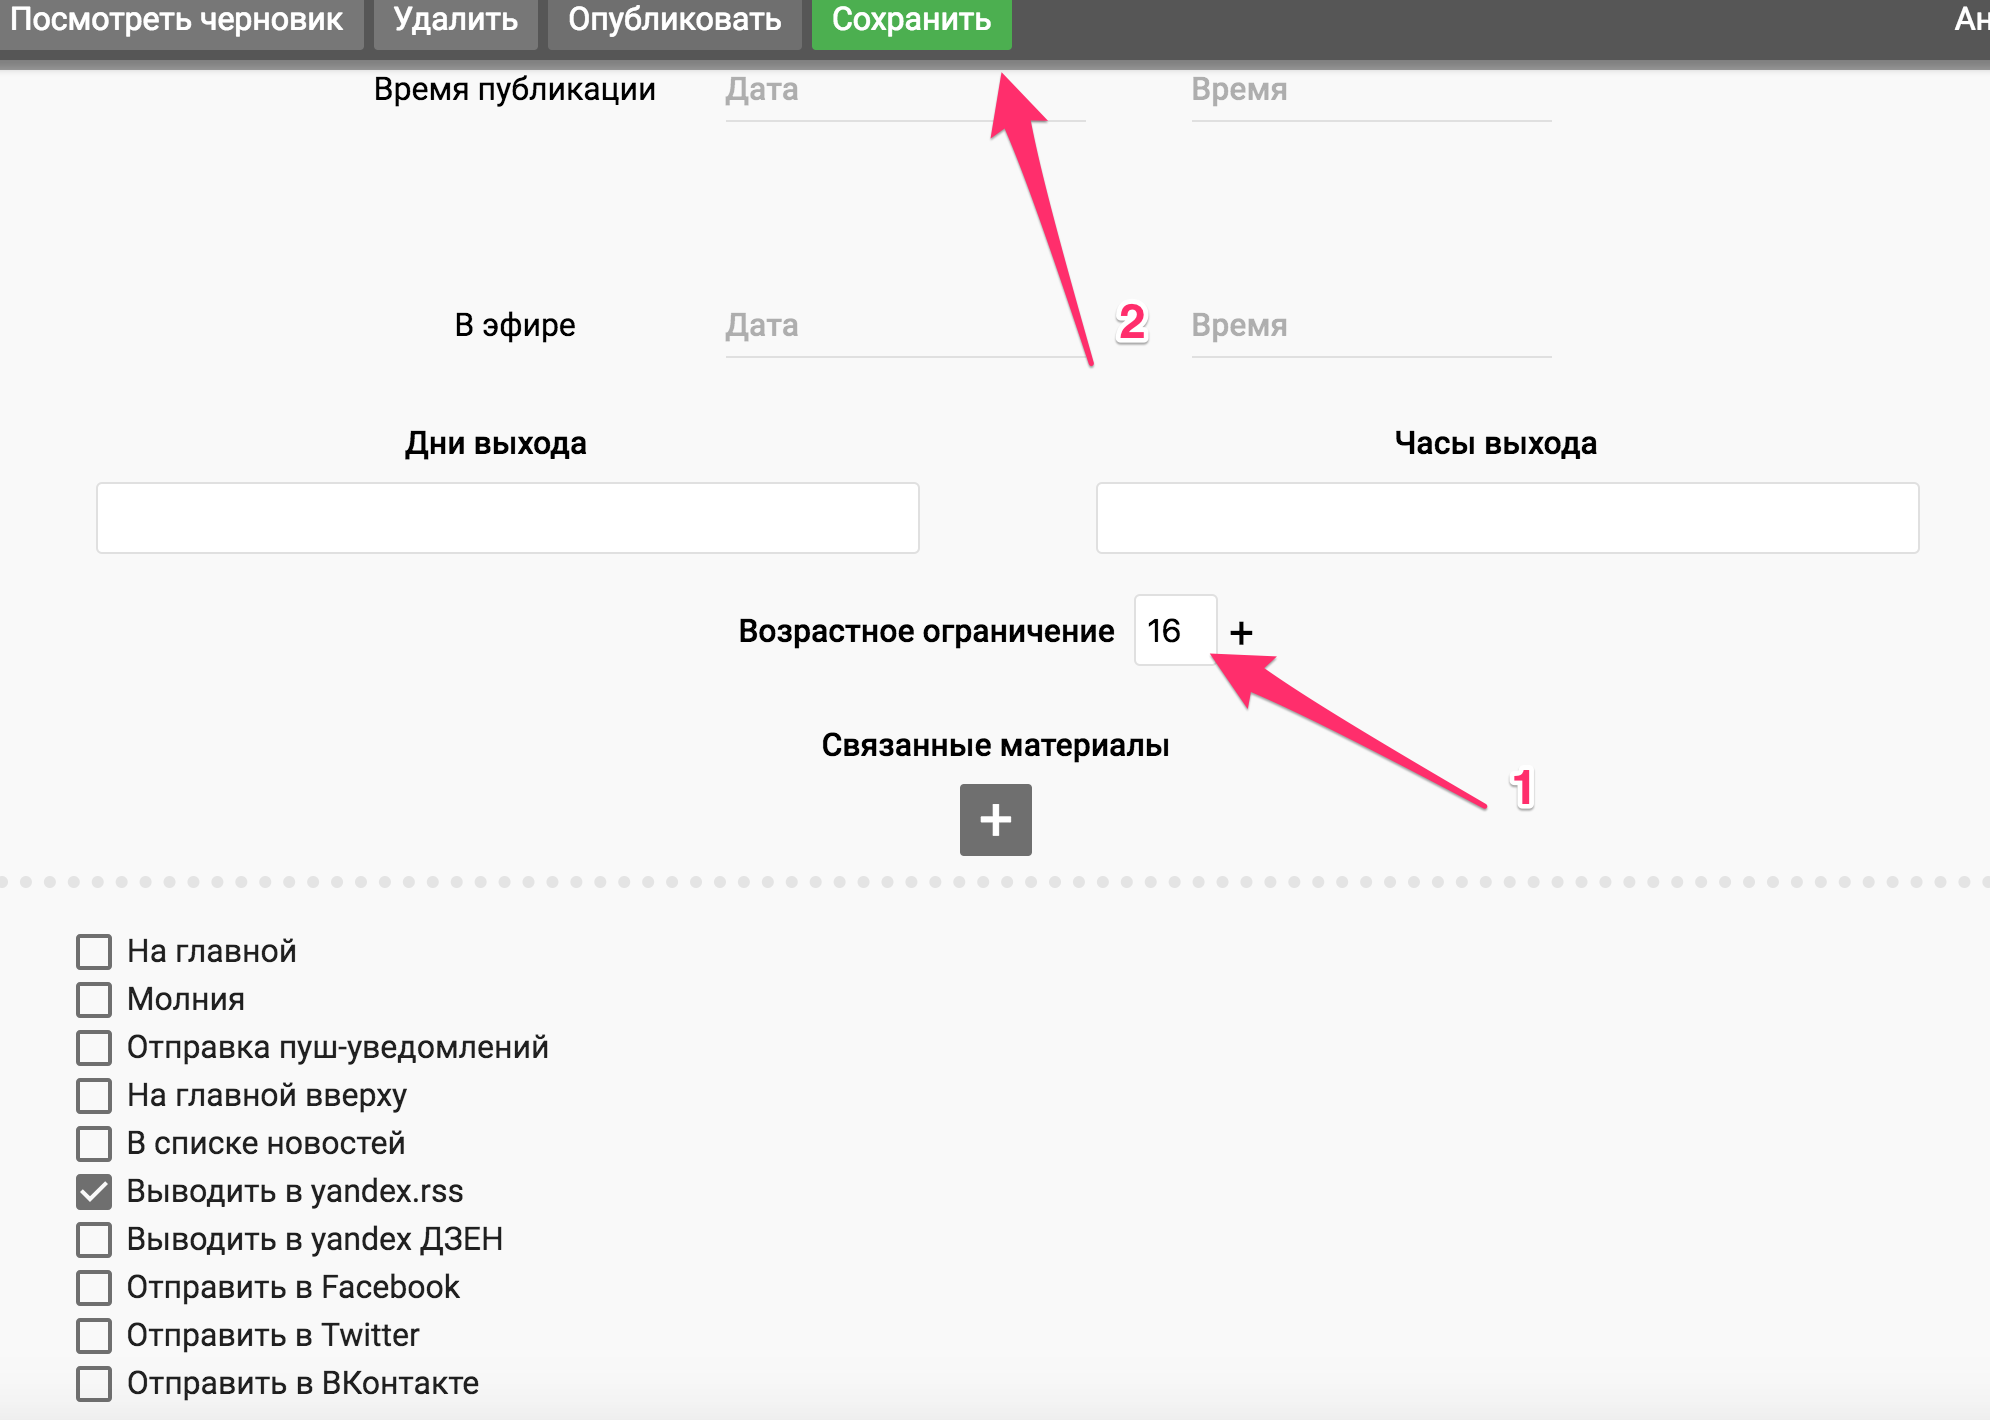 Посмотреть черновик Удалить Опубликовать Сохранить Ан
Время публикации Дата Время
В эфире Дата 2 Время
Дни выхода Часы выхода
Возрастное ограничение 16 +
Связанные материалы
1
+
На главной
Молния
Отправка пуш-уведомлений
На главной вверху
В списке новостей
Выводить в yandex.rss
Выводить в yandex ДЗЕН
Отправить в Facebook
Отправить в Twitter
Отправить в ВКонтакте